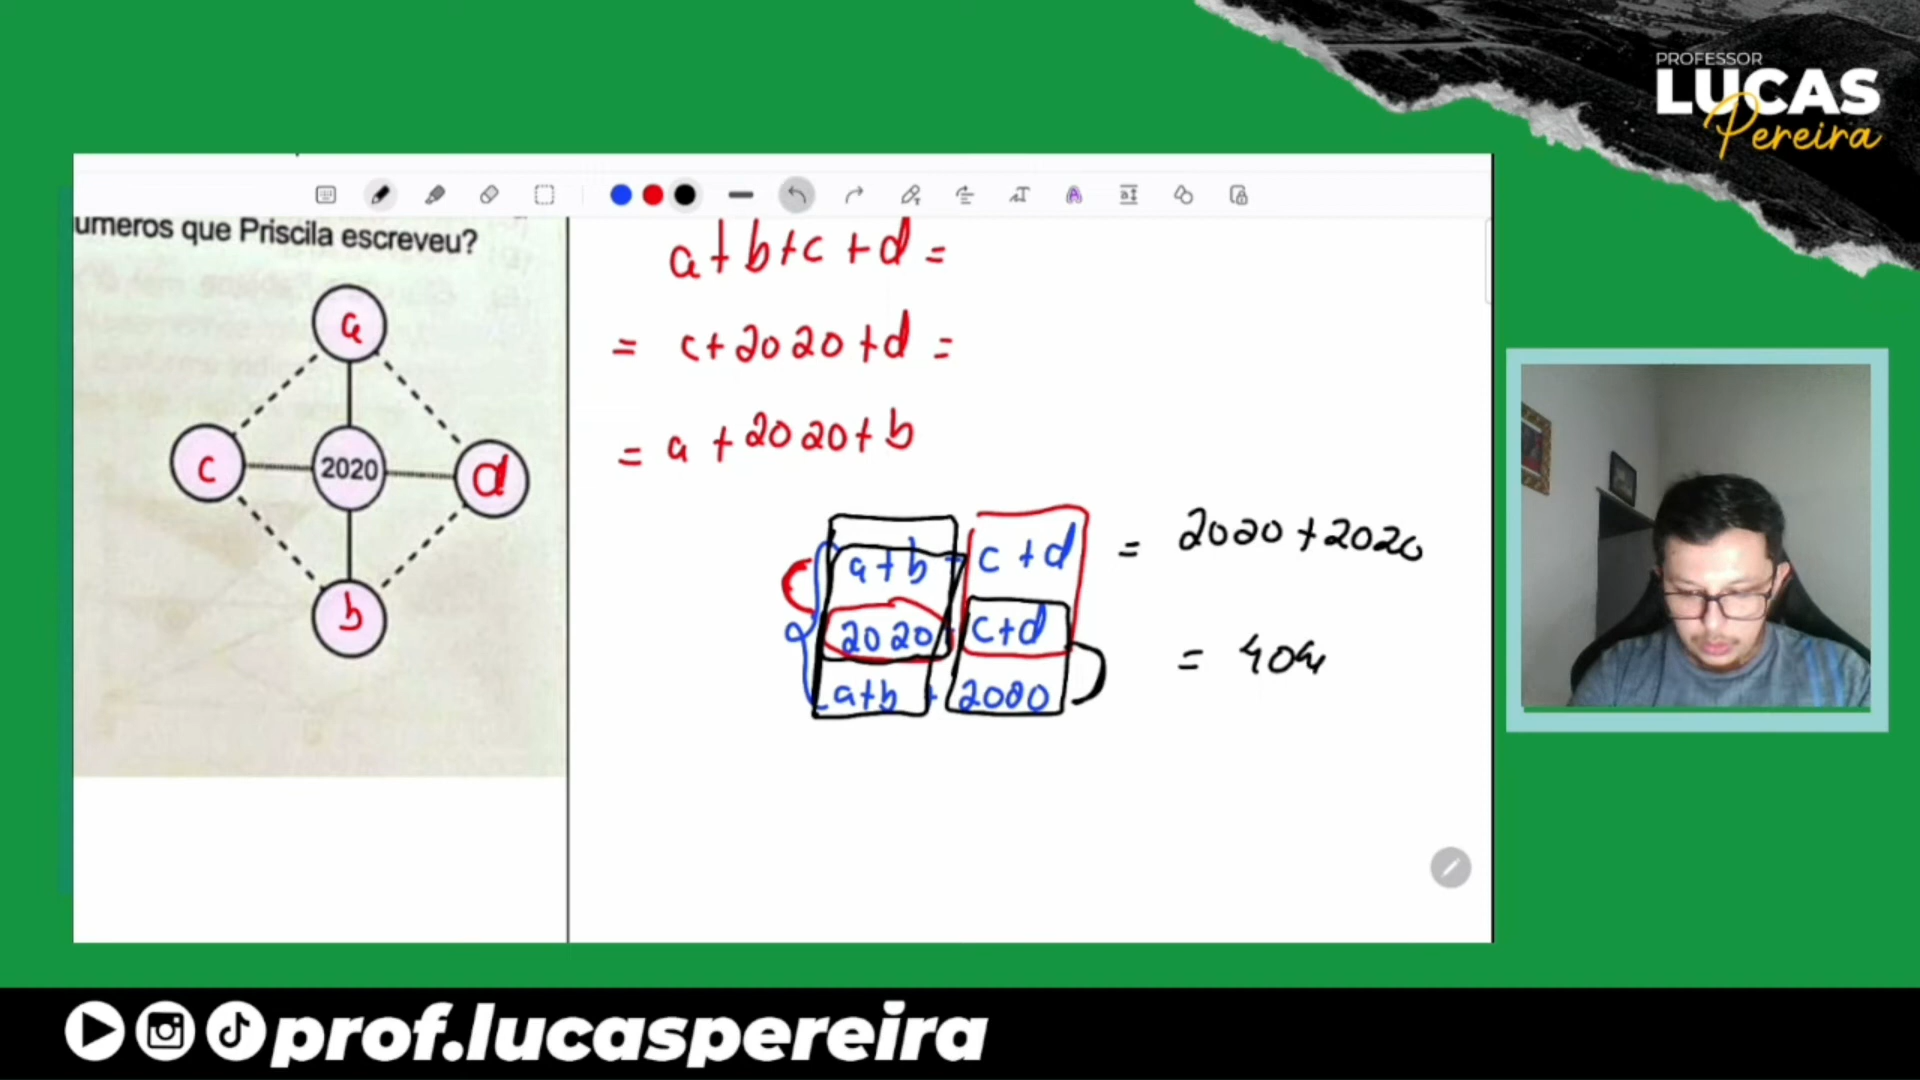 PROFESSOR
LUCAS
Pereira
umeros que Priscila escreveu?
a
c
2020
d
b
a+b+c+d=
= c+2020+d=
= a+2020+b
a+b + c+d = 2020+2020
2020 c+d
a+b + 2020
= 404
prof.lucaspereira